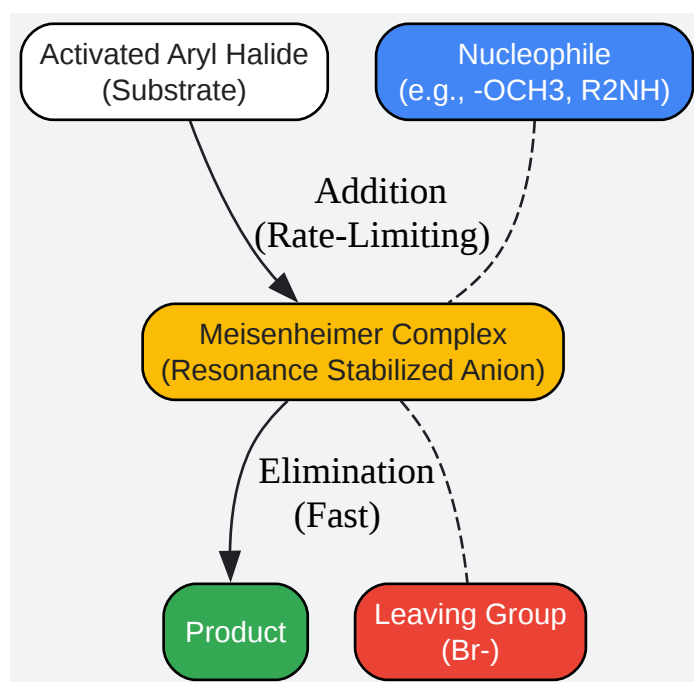 Activated Aryl Halide
(Substrate)
Nucleophile
(e.g., -OCH3, R2NH)
Addition
(Rate-Limiting)
Meisenheimer Complex
(Resonance Stabilized Anion)
Elimination
(Fast)
Product
Leaving Group
(Br-)